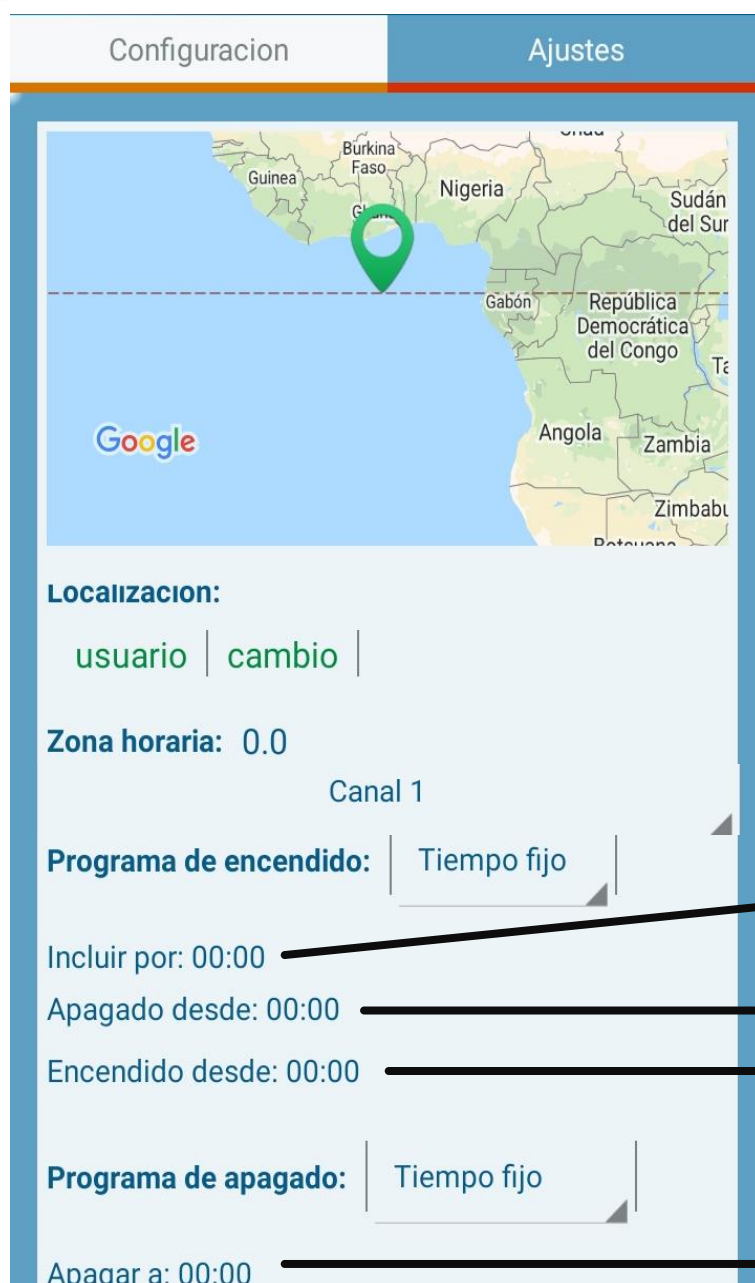 Configuracion
Ajustes
Burkina
Faso
Guinea
Nigeria
Sudán
del Sur
Gabón
República
Democrática
del Congo
Google
Angola
Zambia
Localización:
usuario cambio
Zona horaria: 0.0
Canal 1
Programa de encendido: Tiempo fijo
Incluir por: 00:00
Apagado desde: 00:00
Encendido desde: 00:00
Programa de apagado: Tiempo fijo
Apagar a: 00:00